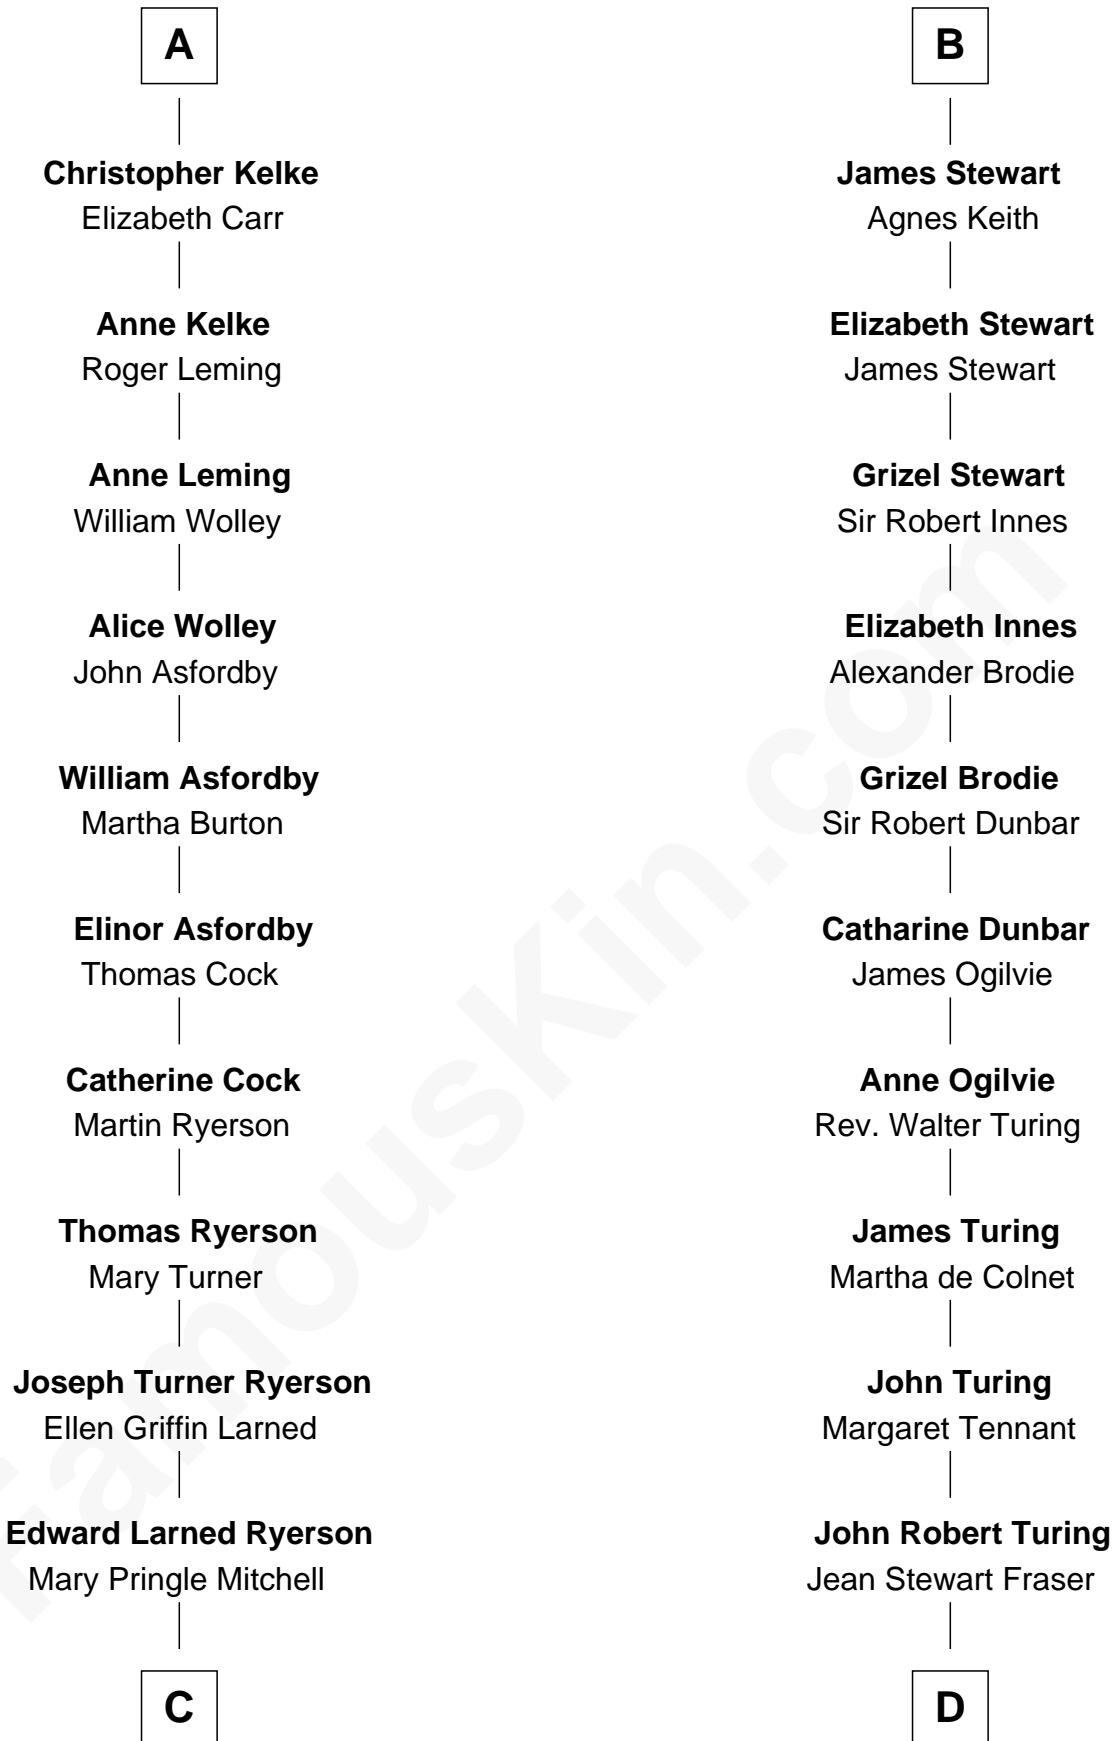 A
Christopher Kelke
Elizabeth Carr
Anne Kelke
Roger Leming
Anne Leming
William Wolley
Alice Wolley
John Asfordby
William Asfordby
Martha Burton
Elinor Asfordby
Thomas Cock
Catherine Cock
Martin Ryerson
Thomas Ryerson
Mary Turner
Joseph Turner Ryerson
Ellen Griffin Larned
Edward Larned Ryerson
Mary Pringle Mitchell
C
B
James Stewart
Agnes Keith
Elizabeth Stewart
James Stewart
Grizel Stewart
Sir Robert Innes
Elizabeth Innes
Alexander Brodie
Grizel Brodie
Sir Robert Dunbar
Catharine Dunbar
James Ogilvie
Anne Ogilvie
Rev. Walter Turing
James Turing
Martha de Colnet
John Turing
Margaret Tennant
John Robert Turing
Jean Stewart Fraser
D
FamousKin.com